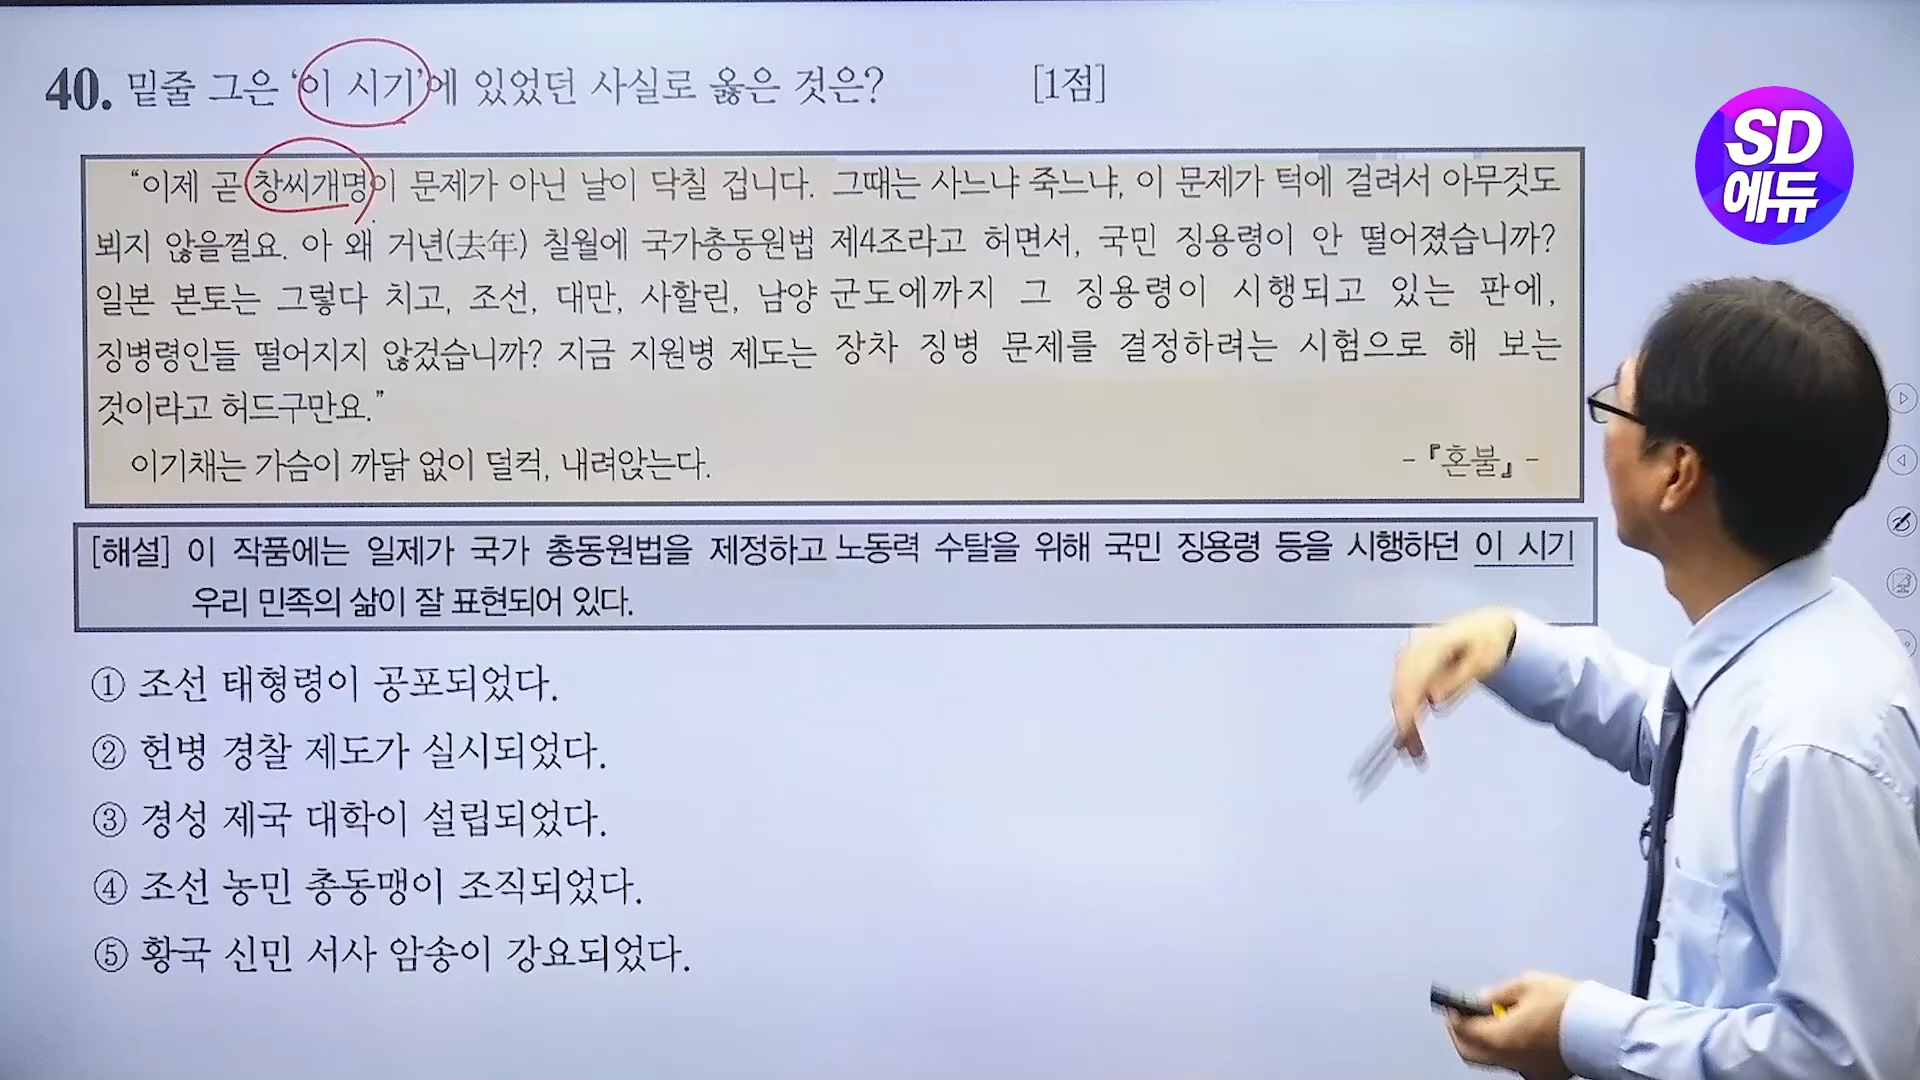 40. 밑줄 그은 '이 시기'에 있었던 사실로 옳은 것은? [1점]
SD
에듀
"이제 곧 창씨개명이 문제가 아닌 날이 닥칠 겁니다. 그때는 사느냐 죽느냐, 이 문제가 턱에 걸려서 아무것도
뵈지 않을껄요. 아 왜 거년(去年) 칠월에 국가총동원법 제4조라고 허면서, 국민 징용령이 안 떨어졌습니까?
일본 본토는 그렇다 치고, 조선, 대만, 사할린, 남양 군도에까지 그 징용령이 시행되고 있는 판에,
징병령인들 떨어지지 않겄습니까? 지금 지원병 제도는 장차 징병 문제를 결정하려는 시험으로 해 보는
것이라고 허드구만요."
이기채는 가슴이 까닭 없이 덜컥, 내려앉는다. -『혼불』-
[해설] 이 작품에는 일제가 국가 총동원법을 제정하고 노동력 수탈을 위해 국민 징용령 등을 시행하던 이 시기
우리 민족의 삶이 잘 표현되어 있다.
① 조선 태형령이 공포되었다.
② 헌병 경찰 제도가 실시되었다.
③ 경성 제국 대학이 설립되었다.
④ 조선 농민 총동맹이 조직되었다.
⑤ 황국 신민 서사 암송이 강요되었다.